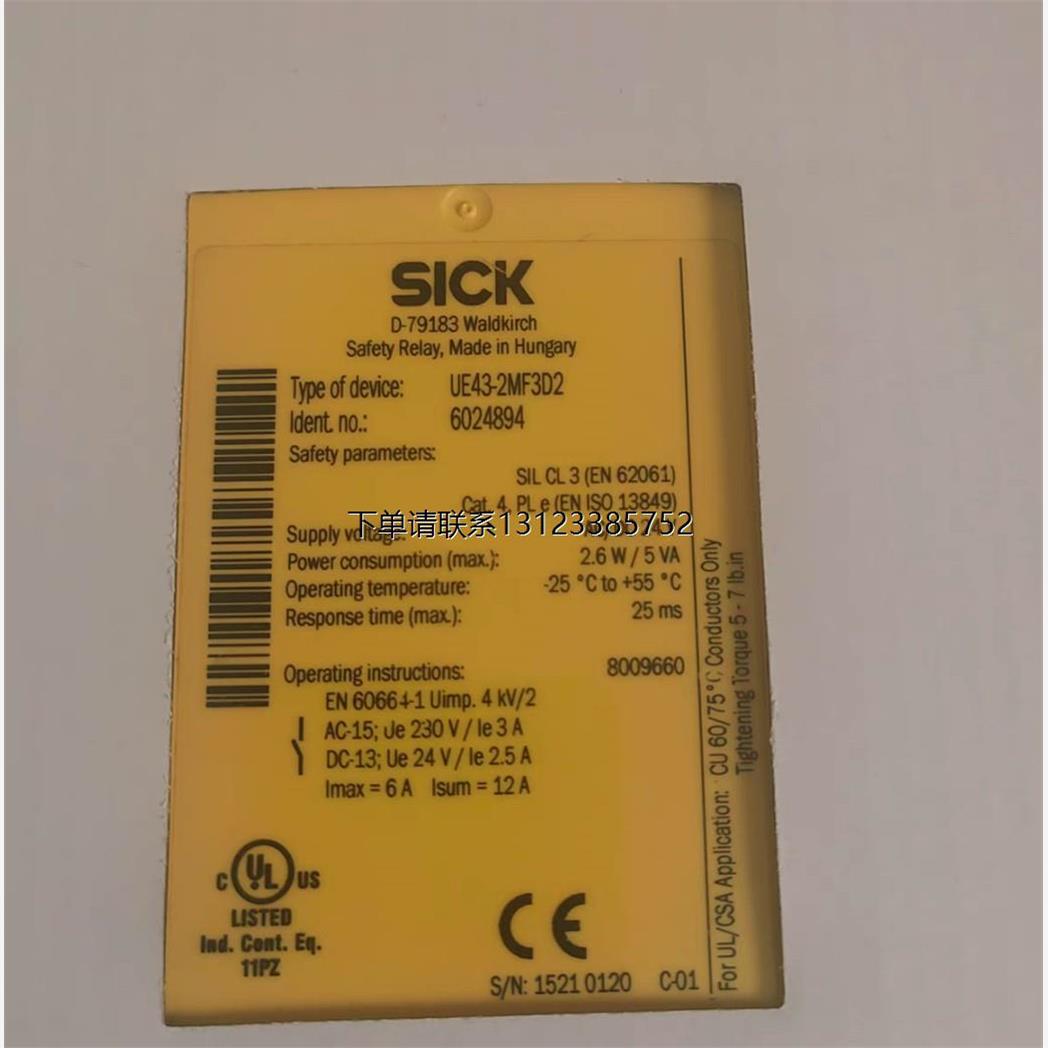 SICK
D-79183 Waldkirch
Safety Relay, Made in Hungary
Type of device: UE43-2MF3D2
Ident. no.: 6024894
Safety parameters:
SIL CL 3 (EN 62061)
Cat. 4, PL e (EN ISO 13849)
下单请联系13123385752
Supply voltage:
Power consumption (max.): 2.6 W / 5 VA
Operating temperature: -25 °C to +55 °C
Response time (max.): 25 ms
Operating instructions: 8009660
EN 60664-1 Uimp. 4 kV/2
AC-15; Ue 230 V / Ie 3 A
DC-13; Ue 24 V / Ie 2.5 A
Imax = 6 A Isum = 12 A
C UL US
LISTED
Ind. Cont. Eq.
11PZ
CE
S/N: 1521 0120 C-01
For UL/CSA Application: CU 60/75°C Conductors Only
Tightening Torque 5 - 7 lb.in